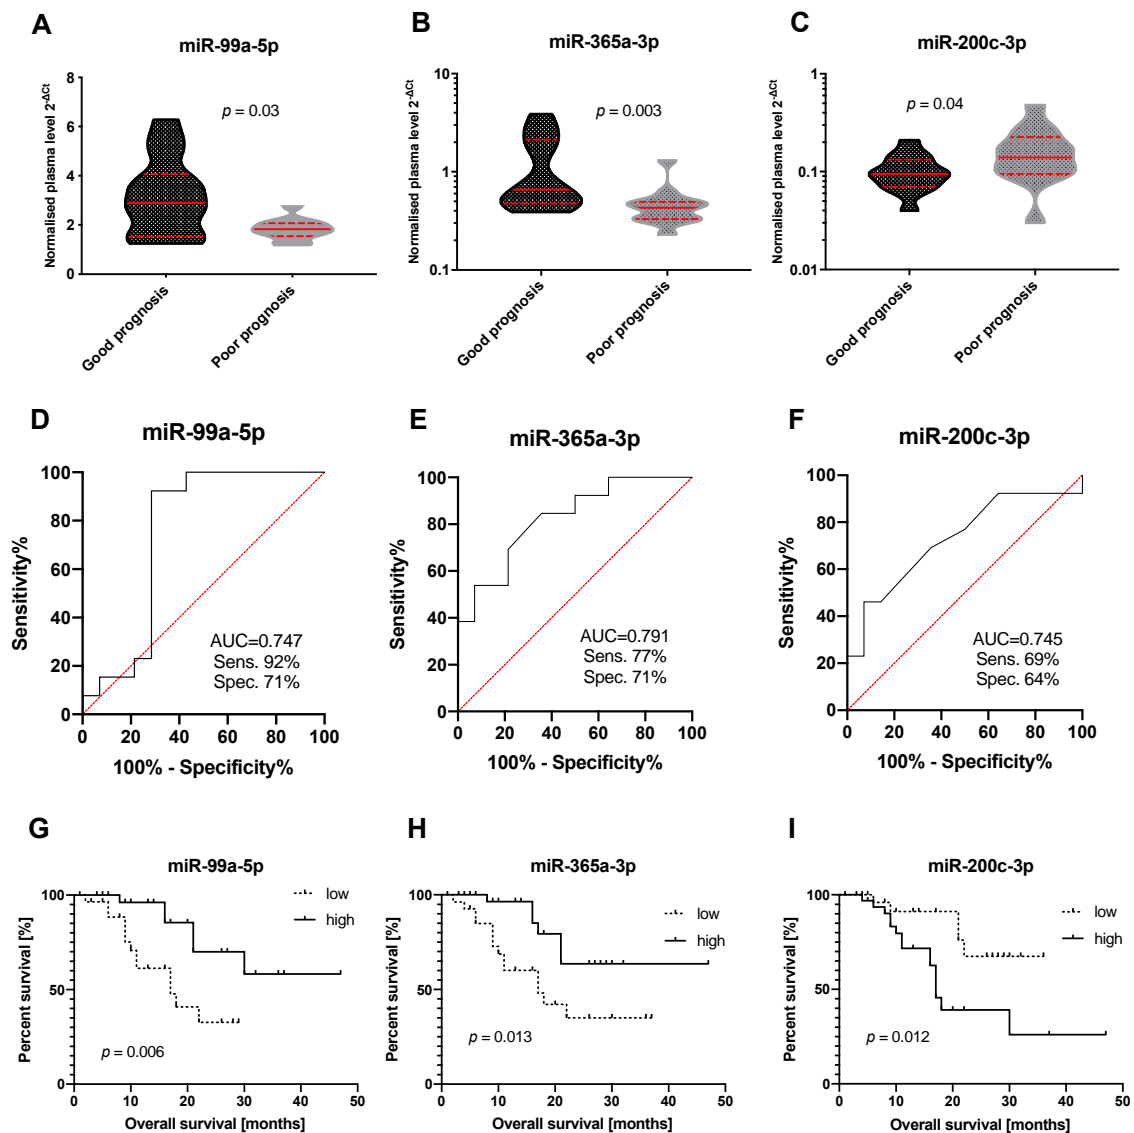 A
miR-99a-5p
Normalised plasma level 2-ΔCt
8
6
4
2
0
p = 0.03
Good prognosis
Poor prognosis
B
miR-365a-3p
Normalised plasma level 2-ΔCt
10
1
0.1
p = 0.003
Good prognosis
Poor prognosis
C
miR-200c-3p
Normalised plasma level 2-ΔCt
1
0.1
0.01
p = 0.04
Good prognosis
Poor prognosis
D
miR-99a-5p
Sensitivity%
100
80
60
40
20
0
AUC=0.747
Sens. 92%
Spec. 71%
0 20 40 60 80 100
100% - Specificity%
E
miR-365a-3p
Sensitivity%
100
80
60
40
20
0
AUC=0.791
Sens. 77%
Spec. 71%
0 20 40 60 80 100
100% - Specificity%
F
miR-200c-3p
Sensitivity%
100
80
60
40
20
0
AUC=0.745
Sens. 69%
Spec. 64%
0 20 40 60 80 100
100% - Specificity%
G
miR-99a-5p
Percent survival [%]
100
50
0
low
high
p = 0.006
0 10 20 30 40 50
Overall survival [months]
H
miR-365a-3p
Percent survival [%]
100
50
0
low
high
p = 0.013
0 10 20 30 40 50
Overall survival [months]
I
miR-200c-3p
Percent survival [%]
100
50
0
low
high
p = 0.012
0 10 20 30 40 50
Overall survival [months]